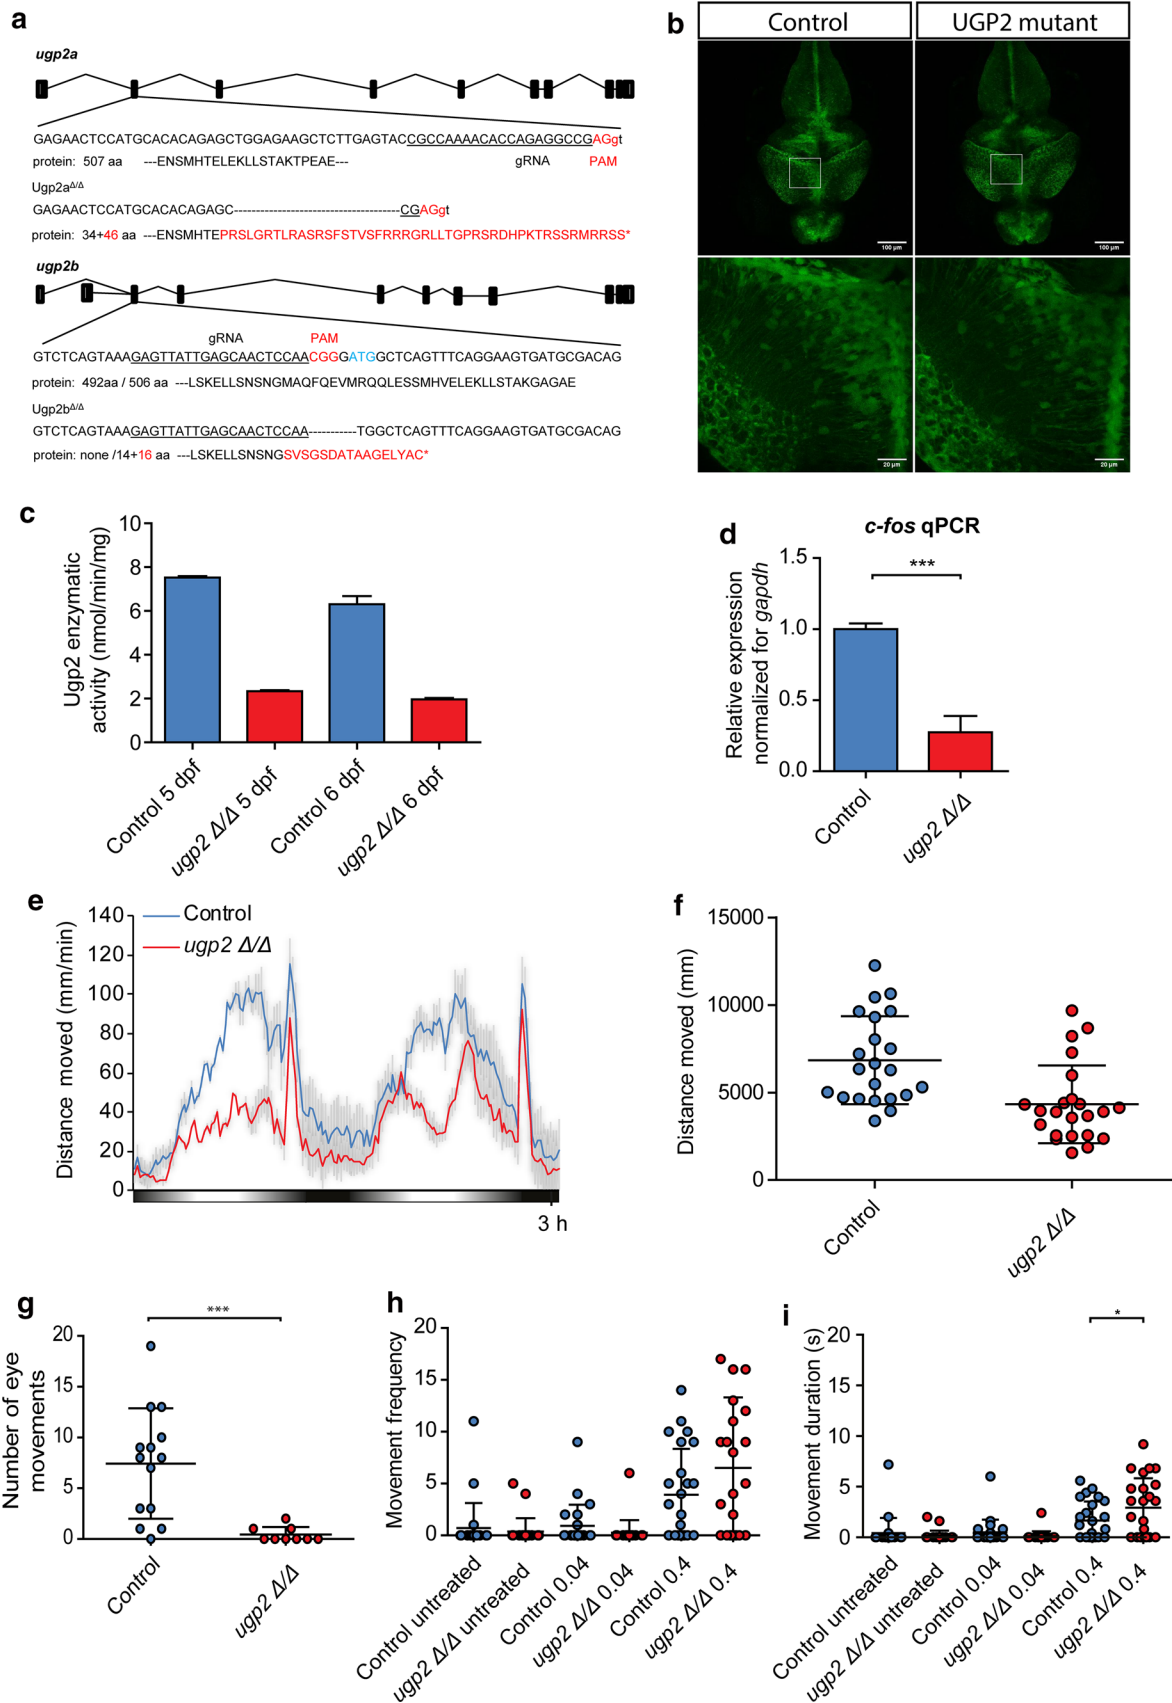 a
ugp2a
GAGAACTCCATGCACACAGAGCTGGAGAAGCTCTTGAGTACCGCCAAAACACCAGAGGCCGAGgt
protein: 507 aa ---ENSMHTELEKLLSTAKTPEAE--- gRNA PAM
Ugp2aΔ/Δ
GAGAACTCCATGCACACAGAGC--------------------------------------CGAGgt
protein: 34+46 aa ---ENSMHTEPRSLGRTLRASRSFSTVSFRRRGRLLTGPRSRDHPKTRSSRMRRSS*
ugp2b
gRNA PAM
GTCTCAGTAAAGAGTTATTGAGCAACTCCAACGGGATGGCTCAGTTTCAGGAAGTGATGCGACAG
protein: 492aa / 506 aa ---LSKELLSNSNGMAQFQEVMRQQLESSMHVELEKLLSTAKGAGAE
Ugp2bΔ/Δ
GTCTCAGTAAAGAGTTATTGAGCAACTCCAA-----------TGGCTCAGTTTCAGGAAGTGATGCGACAG
protein: none /14+16 aa ---LSKELLSNSNGSVSGSDATAAGELYAC*
b
Control UGP2 mutant
100 µm 100 µm
20 µm 20 µm
c
Ugp2 enzymatic
activity (nmol/min/mg)
10
8
6
4
2
0
Control 5 dpf
ugp2 Δ/Δ 5 dpf
Control 6 dpf
ugp2 Δ/Δ 6 dpf
d
c-fos qPCR
Relative expression
normalized for gapdh
1.5
1.0
0.5
0.0
***
Control
ugp2 Δ/Δ
e
Distance moved (mm/min)
140
120
100
80
60
40
20
0
Control
ugp2 Δ/Δ
3 h
f
Distance moved (mm)
15000
10000
5000
0
Control
ugp2 Δ/Δ
g
Number of eye
movements
20
15
10
5
0
***
Control
ugp2 Δ/Δ
h
Movement frequency
20
15
10
5
0
Control untreated
ugp2 Δ/Δ untreated
Control 0.04
ugp2 Δ/Δ 0.04
Control 0.4
ugp2 Δ/Δ 0.4
i
Movement duration (s)
20
15
10
5
0
*
Control untreated
ugp2 Δ/Δ untreated
Control 0.04
ugp2 Δ/Δ 0.04
Control 0.4
ugp2 Δ/Δ 0.4